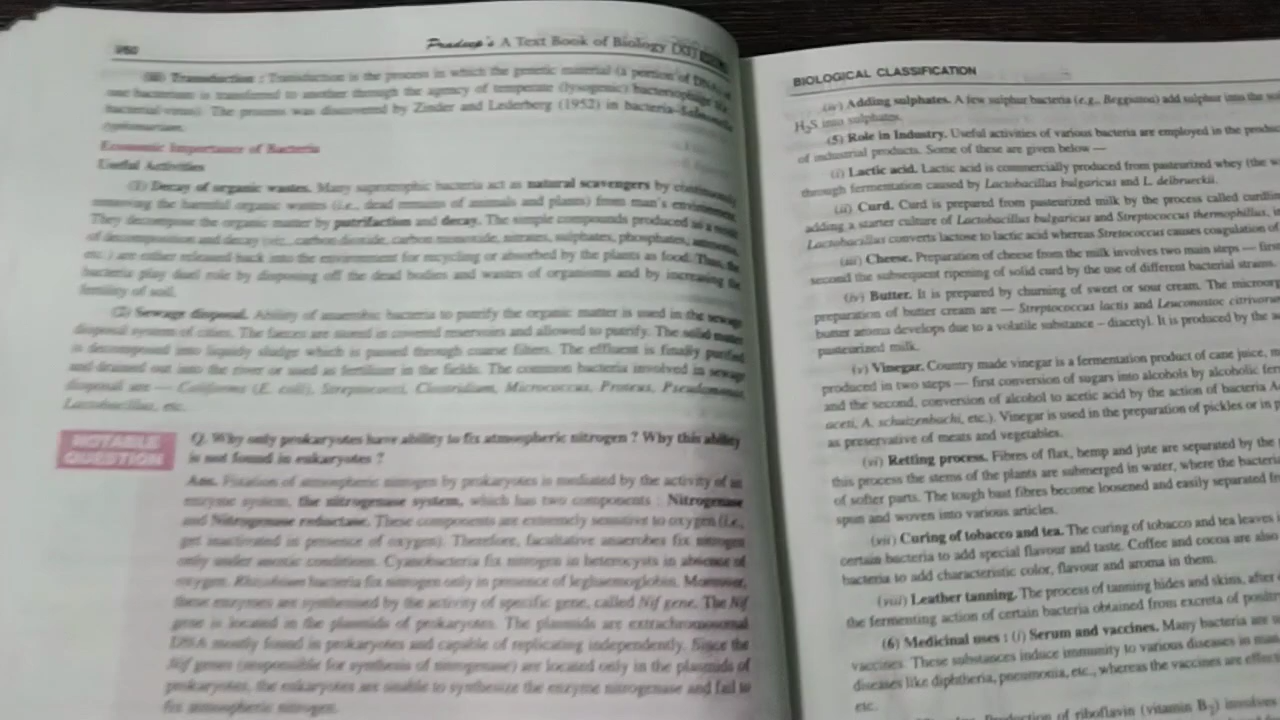 Pradeep's A Text Book of Biology
(iii) Transduction : Transduction is the process in which the genetic material (a portion of DNA of
one bacterium is transferred to another through the agency of temperate (lysogenic) bacteriophage
bacterial virus). The process was discovered by Zinder and Lederberg (1952) in bacteria-Salmonella
typhimurium.
Economic Importance of Bacteria
Useful Activities
(1) Decay of organic wastes. Many saprotrophic bacteria act as natural scavengers by continuously
removing the harmful organic wastes (i.e., dead remains of animals and plants) from man's environment.
They decompose the organic matter by putrifaction and decay. The simple compounds produced as a result
of decomposition and decay (viz., carbon dioxide, carbon monoxide, nitrates, sulphates, phosphates, ammonia,
etc.) are either released back into the environment for recycling or absorbed by the plants as food. Thus, the
bacteria play duel role by disposing off the dead bodies and wastes of organisms and by increasing the
fertility of soil.
(2) Sewage disposal. Ability of anaerobic bacteria to purify the organic matter is used in the sewage
disposal system of cities. The faeces are stored in covered reservoirs and allowed to purify. The solid matter
is decomposed into liquidy sludge which is passed through coarse filters. The effluent is finally purified
and drained out into the river or used as fertilizer in the fields. The common bacteria involved in sewage
disposal are — Coliforms (E. coli), Streptococci, Clostridium, Micrococcus, Proteus, Pseudomonas,
Lactobacillus, etc.
NOTABLE
QUESTION
Q. Why only prokaryotes have ability to fix atmospheric nitrogen ? Why this ability
is not found in eukaryotes ?
Ans. Fixation of atmospheric nitrogen by prokaryotes is mediated by the activity of an
enzyme system, the nitrogenase system, which has two components : Nitrogenase
and Nitrogenase reductase. These components are extremely sensitive to oxygen (i.e.,
get inactivated in presence of oxygen). Therefore, facultative anaerobes fix nitrogen
only under anoxic conditions. Cyanobacteria fix nitrogen in heterocysts in absence of
oxygen. Rhizobium bacteria fix nitrogen only in presence of leghaemoglobin. Moreover,
these enzymes are synthesised by the activity of specific gene, called Nif gene. The Nif
gene is located in the plasmids of prokaryotes. The plasmids are extrachromosomal
DNA mostly found in prokaryotes and capable of replicating independently. Since the
Nif genes (responsible for synthesis of nitrogenase) are located only in the plasmids of
prokaryotes, the eukaryotes are unable to synthesize the enzyme nitrogenase and fail to
fix atmospheric nitrogen.
BIOLOGICAL CLASSIFICATION
(iv) Adding sulphates. A few sulphur bacteria (e.g., Beggiatoa) add sulphur into the
H2S into sulphates.
(5) Role in Industry. Useful activities of various bacteria are employed in the
of industrial products. Some of these are given below —
(i) Lactic acid. Lactic acid is commercially produced from pasteurized whey (the
through fermentation caused by Lactobacillus bulgaricus and L. delbrueckii.
(ii) Curd. Curd is prepared from pasteurized milk by the process called
adding a starter culture of Lactobacillus bulgaricus and Streptococcus thermophillus,
Lactobacillus converts lactose to lactic acid whereas Stretococcus causes coagulation of
(iii) Cheese. Preparation of cheese from the milk involves two main steps —
second the subsequent ripening of solid curd by the use of different bacterial strains.
(iv) Butter. It is prepared by churning of sweet or sour cream. The
preparation of butter cream are — Streptococcus lactis and Leuconostoc
butter aroma develops due to a volatile substance – diacetyl. It is produced by the
pasteurized milk.
(v) Vinegar. Country made vinegar is a fermentation product of cane juice,
produced in two steps — first conversion of sugars into alcohols by alcoholic
and the second, conversion of alcohol to acetic acid by the action of bacteria
aceti, A. schutzenbachi, etc.). Vinegar is used in the preparation of pickles or in
as preservative of meats and vegetables.
(vi) Retting process. Fibres of flax, hemp and jute are separated by the
this process the stems of the plants are submerged in water, where the bacteria
of softer parts. The tough bast fibres become loosened and easily separated
spun and woven into various articles.
(vii) Curing of tobacco and tea. The curing of tobacco and tea leaves
certain bacteria to add special flavour and taste. Coffee and cocoa are also
bacteria to add characteristic color, flavour and aroma in them.
(viii) Leather tanning. The process of tanning hides and skins, after
the fermenting action of certain bacteria obtained from excreta of
(6) Medicinal uses : (i) Serum and vaccines. Many bacteria are
vaccines. These substances induce immunity to various diseases in
diseases like diphtheria, pneumonia, etc., whereas the vaccines are
etc.
Production of riboflavin (vitamin B2) involves